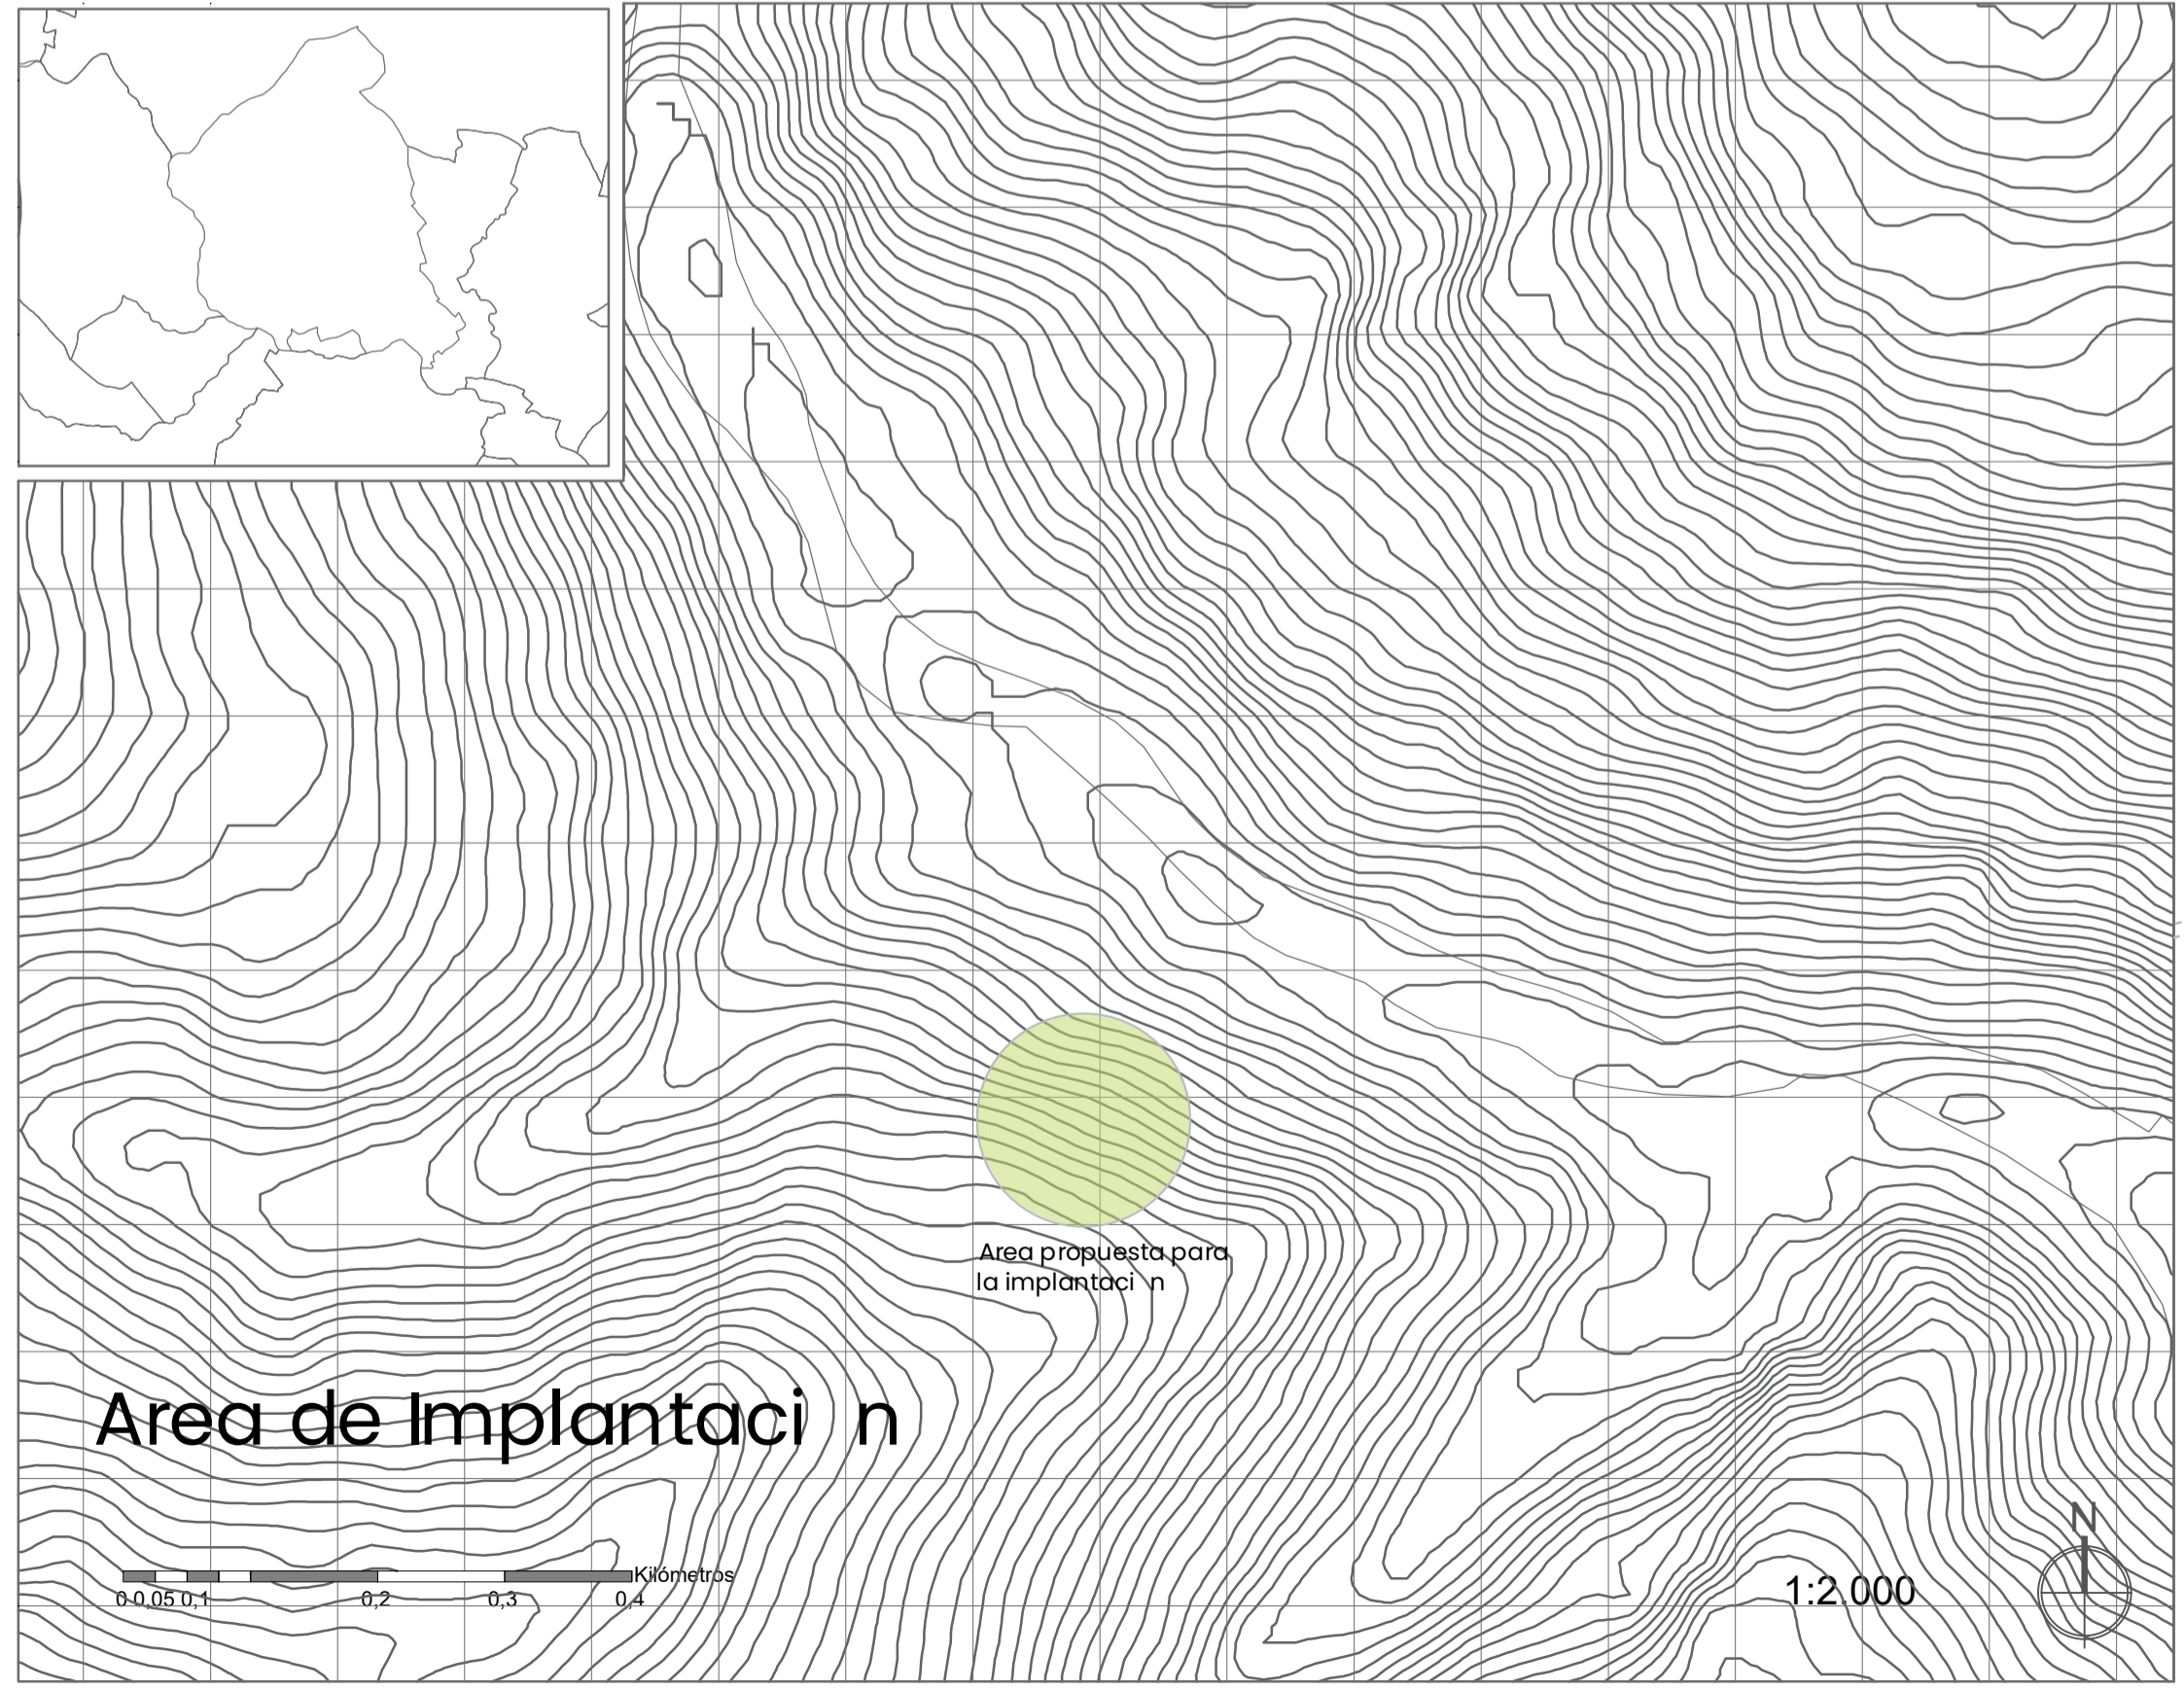 Area propuesta para
la implantaci n
Area de Implantaci n
Kilómetros
0 0,05 0,1 0,2 0,3 0,4
1:2.000
N